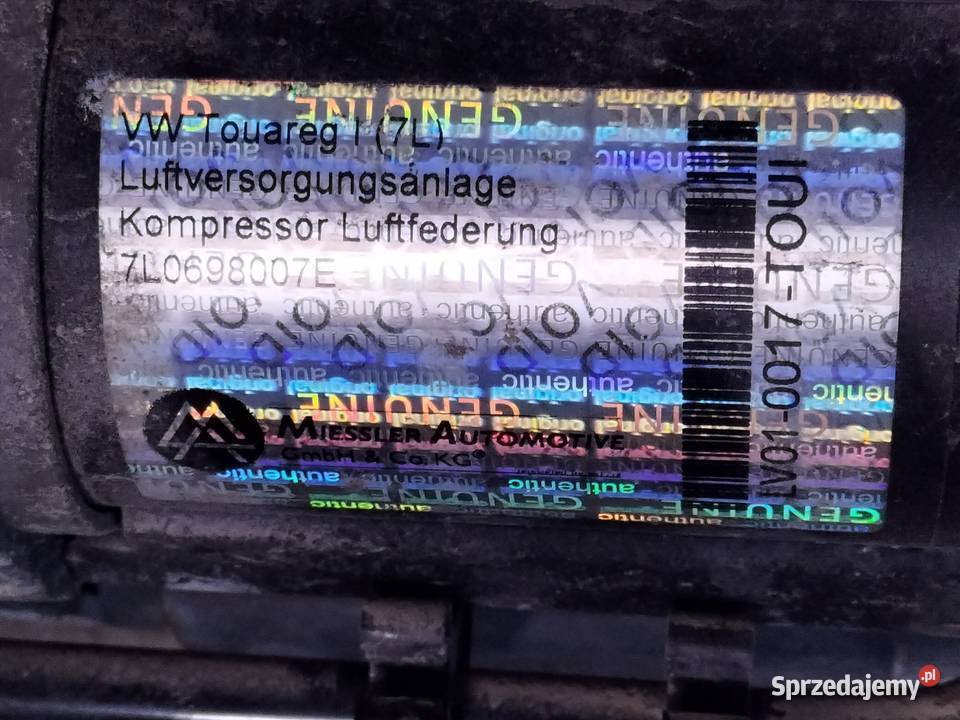 VW Touareg I (7L)
Luftversorgungsanlage
Kompressor Luftfederung
7L0698007E
MIESSLER AUTOMOTIVE
GmbH & Co. KG®
LV01-0017-TOUI
GENUINE
original
authentic
Sprzedajemy.pl